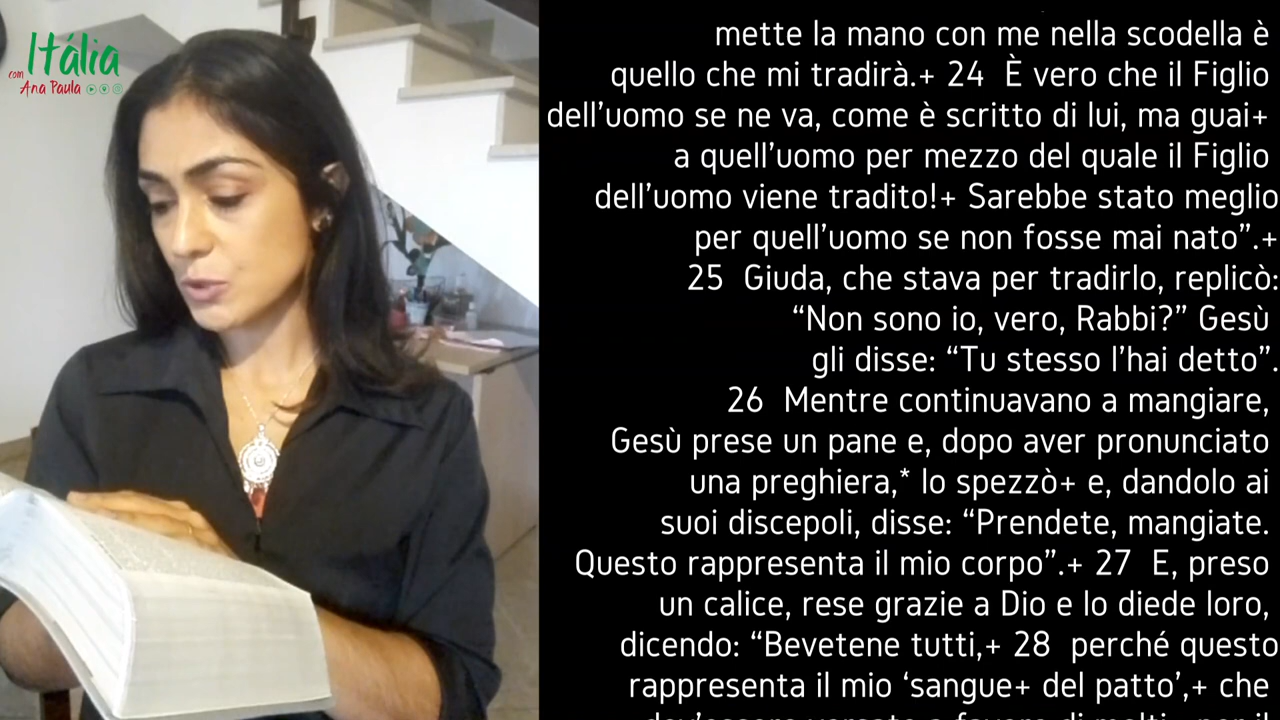 Itália
com
Ana Paula
mette la mano con me nella scodella è
quello che mi tradirà.+ 24 È vero che il Figlio
dell’uomo se ne va, come è scritto di lui, ma guai+
a quell’uomo per mezzo del quale il Figlio
dell’uomo viene tradito!+ Sarebbe stato meglio
per quell’uomo se non fosse mai nato”.+
25 Giuda, che stava per tradirlo, replicò:
“Non sono io, vero, Rabbi?” Gesù
gli disse: “Tu stesso l’hai detto”.
26 Mentre continuavano a mangiare,
Gesù prese un pane e, dopo aver pronunciato
una preghiera,* lo spezzò+ e, dandolo ai
suoi discepoli, disse: “Prendete, mangiate.
Questo rappresenta il mio corpo”.+ 27 E, preso
un calice, rese grazie a Dio e lo diede loro,
dicendo: “Bevetene tutti,+ 28 perché questo
rappresenta il mio ‘sangue+ del patto’,+ che